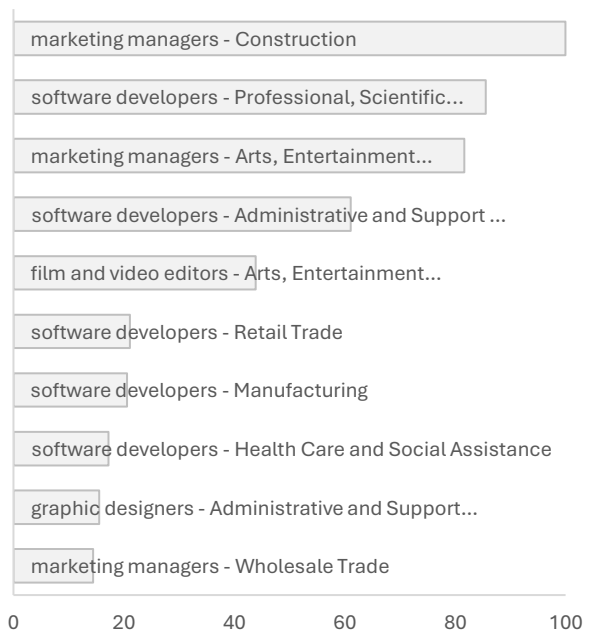 marketing managers - Construction
software developers - Professional, Scientific...
marketing managers - Arts, Entertainment...
software developers - Administrative and Support ...
film and video editors - Arts, Entertainment...
software developers - Retail Trade
software developers - Manufacturing
software developers - Health Care and Social Assistance
graphic designers - Administrative and Support...
marketing managers - Wholesale Trade
0 20 40 60 80 100